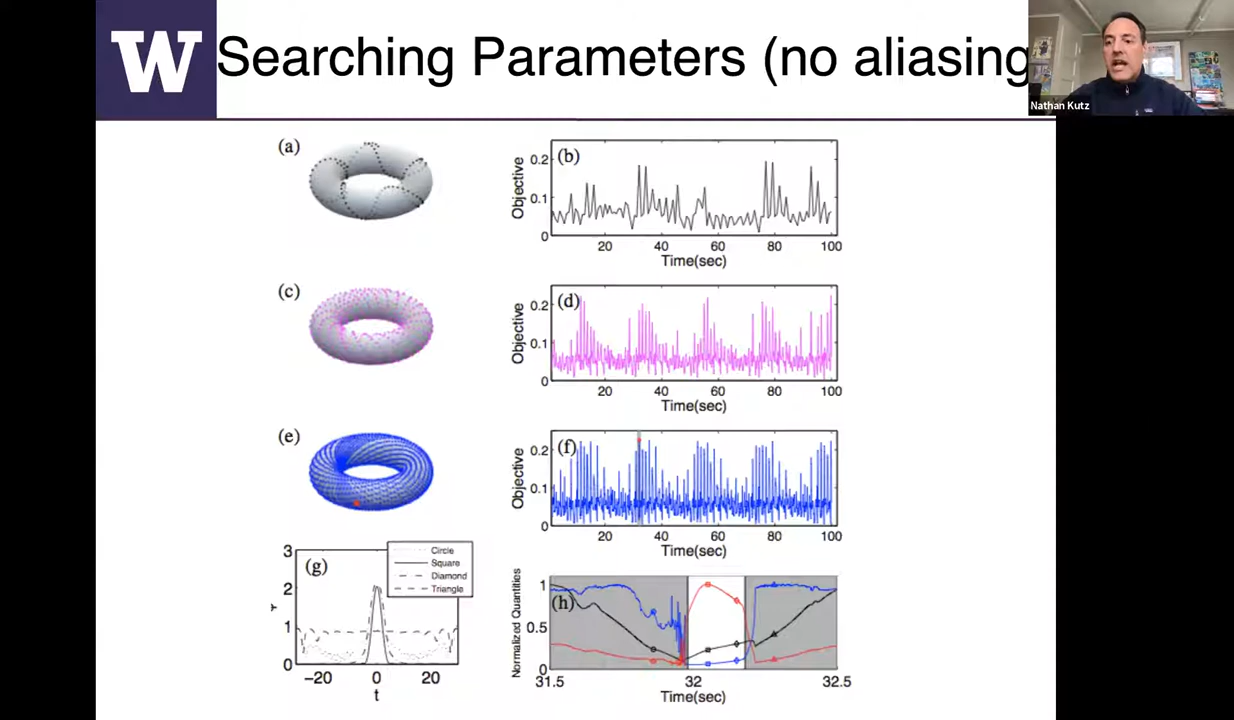 W Searching Parameters (no aliasing
Nathan Kutz
(a)
(b)
Objective
0.2
0.1
0
20 40 60 80 100
Time(sec)
(c)
(d)
Objective
0.2
0.1
0
20 40 60 80 100
Time(sec)
(e)
(f)
Objective
0.2
0.1
0
20 40 60 80 100
Time(sec)
(g)
3
2
1
0
Circle
Square
Diamond
Triangle
-20 0 20
t
(h)
Normalized Quantities
1
0.5
0
31.5 32 32.5
Time(sec)